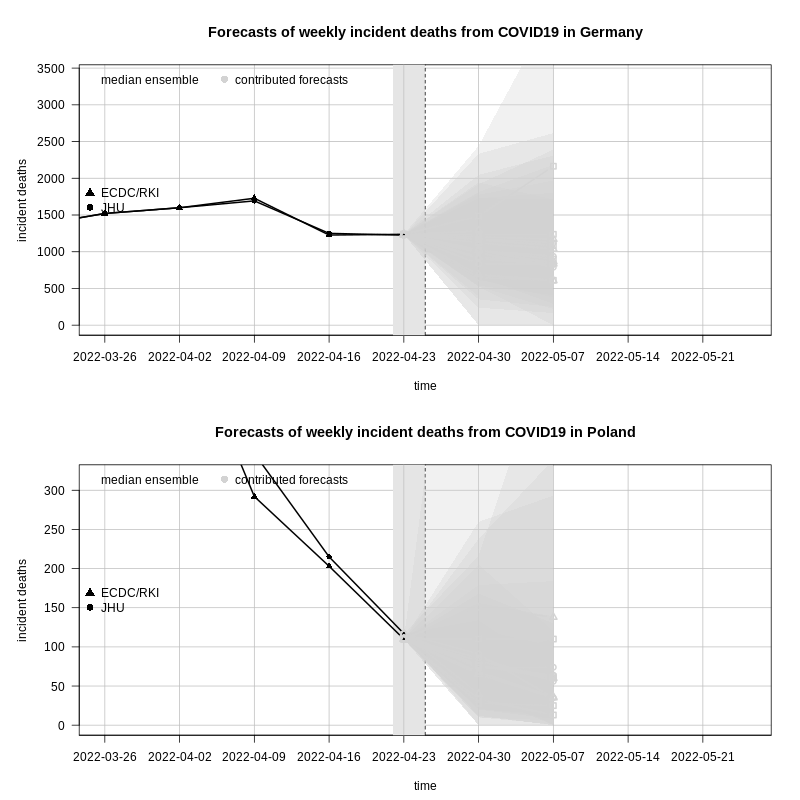 Forecasts of weekly incident deaths from COVID19 in Germany
median ensemble contributed forecasts
3500
3000
2500
2000
1500
1000
500
0
incident deaths
ECDC/RKI
JHU
2022-03-26 2022-04-02 2022-04-09 2022-04-16 2022-04-23 2022-04-30 2022-05-07 2022-05-14 2022-05-21
time
Forecasts of weekly incident deaths from COVID19 in Poland
median ensemble contributed forecasts
300
250
200
150
100
50
0
incident deaths
ECDC/RKI
JHU
2022-03-26 2022-04-02 2022-04-09 2022-04-16 2022-04-23 2022-04-30 2022-05-07 2022-05-14 2022-05-21
time